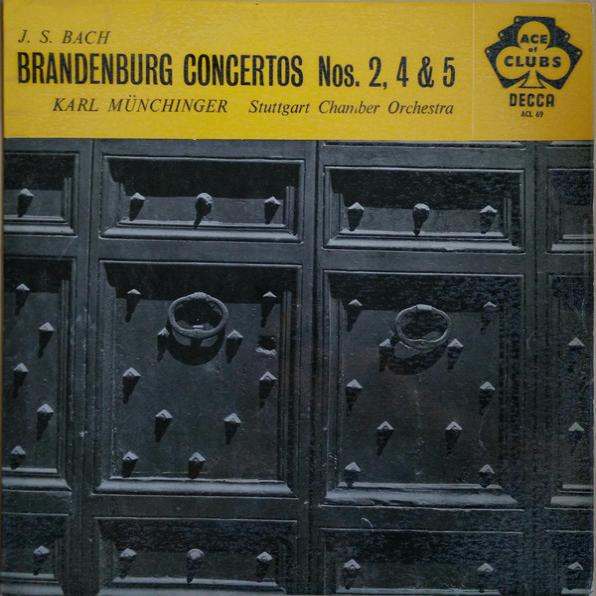 J. S. BACH
BRANDENBURG CONCERTOS Nos. 2, 4 & 5
KARL MÜNCHINGER Stuttgart Chamber Orchestra
ACE
of
CLUBS
DECCA
ACL 69